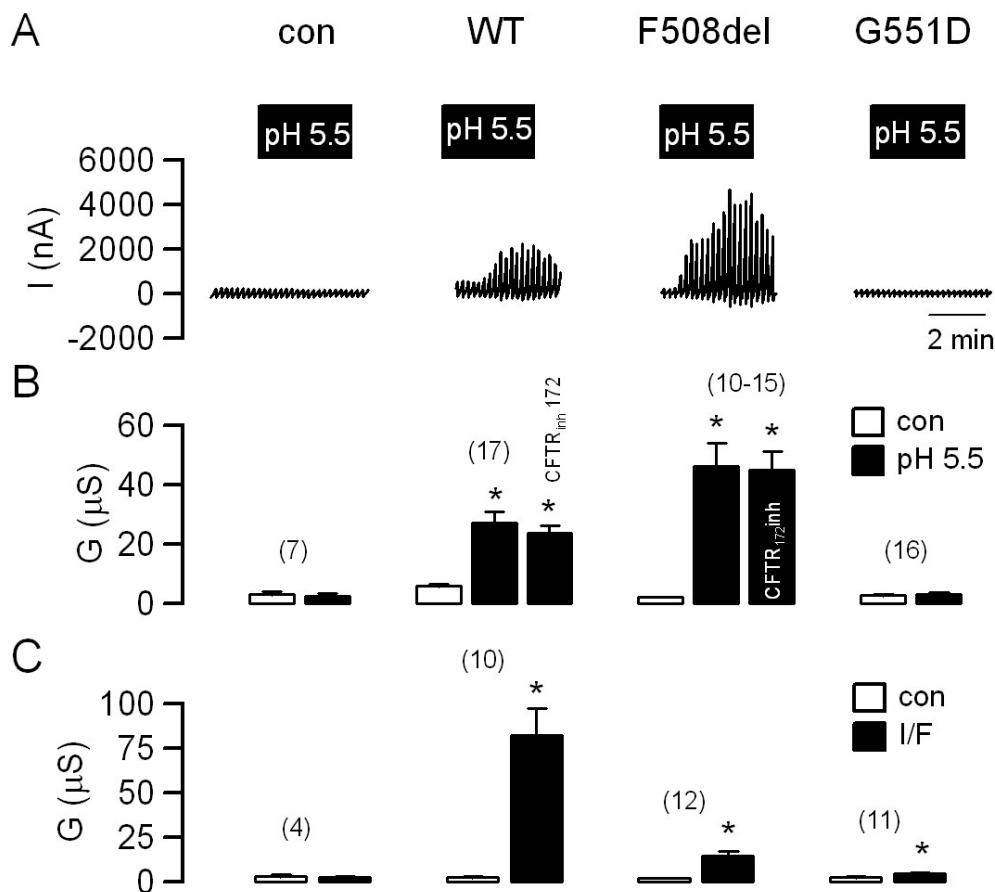 A
con WT F508del G551D
pH 5.5 pH 5.5 pH 5.5 pH 5.5
6000
4000
2000
0
-2000
I (nA)
2 min
B
(10-15)
con
pH 5.5
60
40
20
0
G (µS)
(7)
(17)
*
*
CFTRinh 172
*
*
CFTR172inh
(16)
C
(10)
con
I/F
100
75
50
25
0
G (µS)
(4)
*
(12)
*
(11)
*